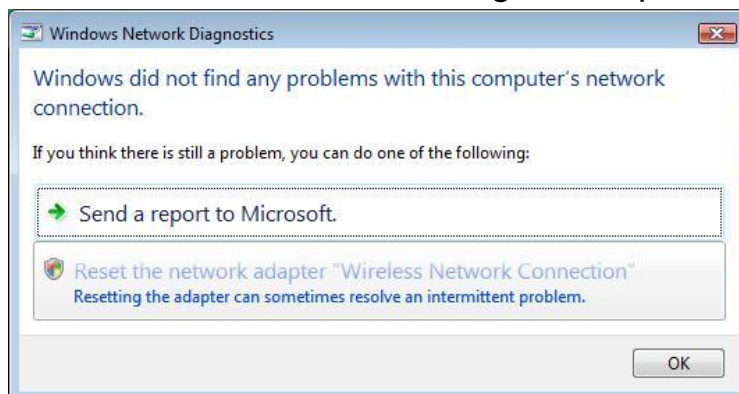 Windows Network Diagnostics
Windows did not find any problems with this computer's network
connection.
If you think there is still a problem, you can do one of the following:
Send a report to Microsoft.
Reset the network adapter "Wireless Network Connection"
Resetting the adapter can sometimes resolve an intermittent problem.
OK